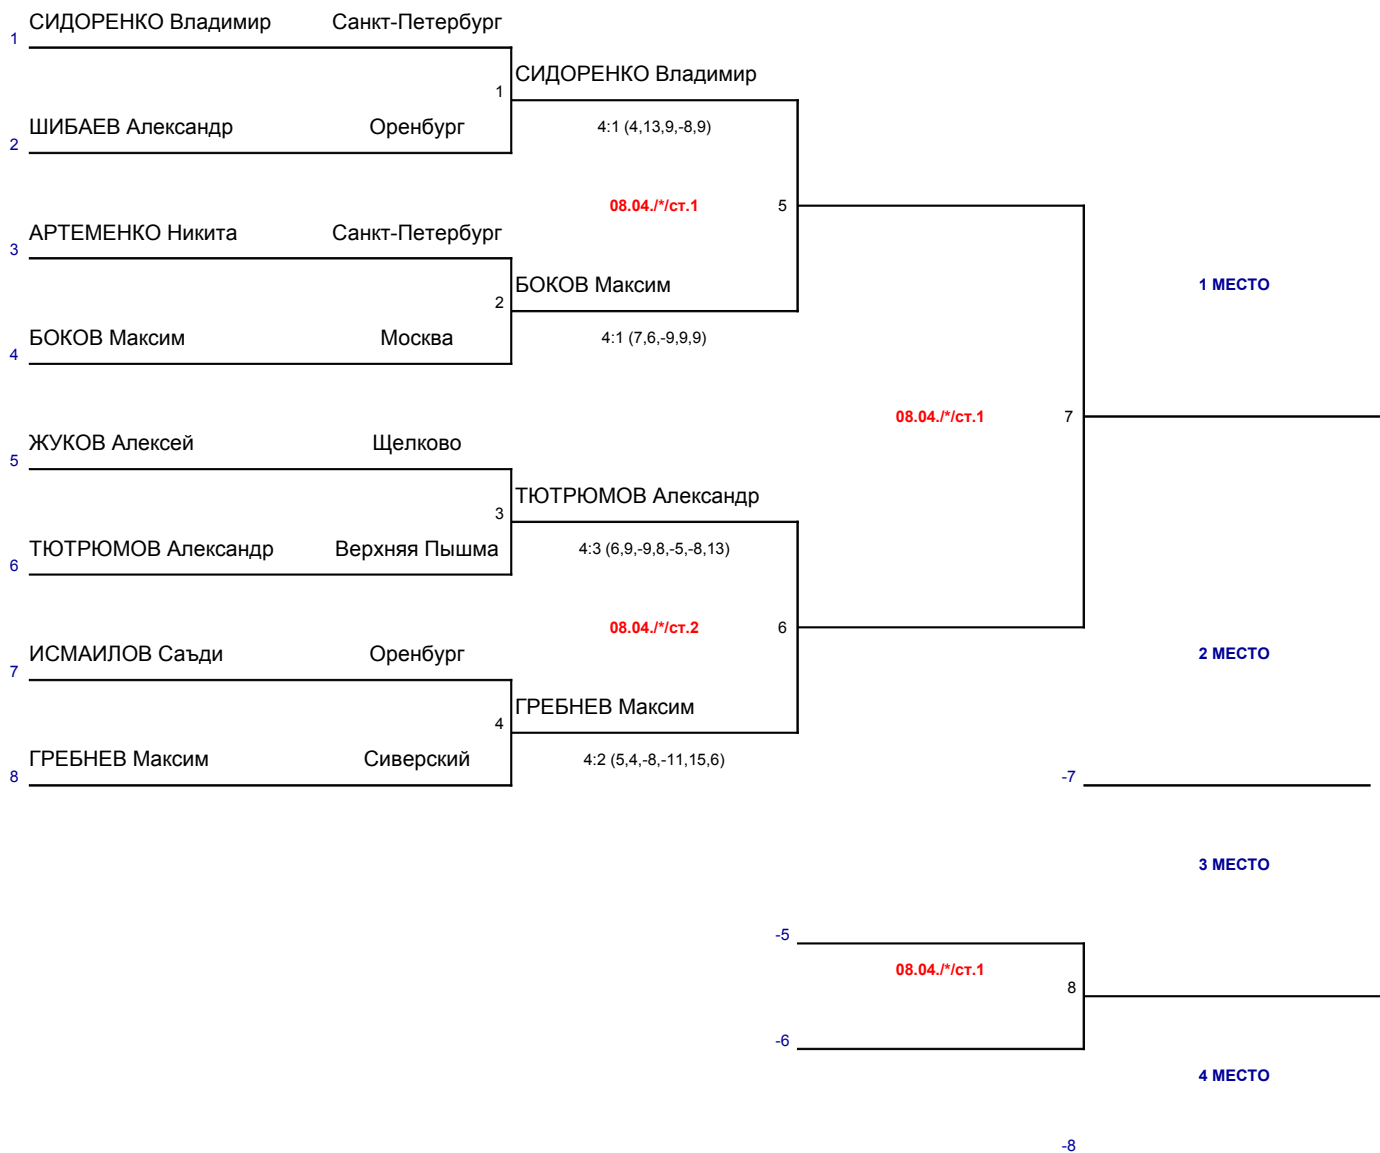 СИДОРЕНКО Владимир Санкт-Петербург
1
СИДОРЕНКО Владимир
1
ШИБАЕВ Александр Оренбург 4:1 (4,13,9,-8,9)
2
08.04./*/ст.1 5
АРТЕМЕНКО Никита Санкт-Петербург
3
БОКОВ Максим 1 МЕСТО
2
БОКОВ Максим Москва 4:1 (7,6,-9,9,9)
4
08.04./*/ст.1 7
ЖУКОВ Алексей Щелково
5
ТЮТРЮМОВ Александр
3
ТЮТРЮМОВ Александр Верхняя Пышма 4:3 (6,9,-9,8,-5,-8,13)
6
08.04./*/ст.2 6
ИСМАИЛОВ Саъди Оренбург 2 МЕСТО
7
ГРЕБНЕВ Максим
4
ГРЕБНЕВ Максим Сиверский 4:2 (5,4,-8,-11,15,6)
8 -7
3 МЕСТО
-5
08.04./*/ст.1
8
-6
4 МЕСТО
-8